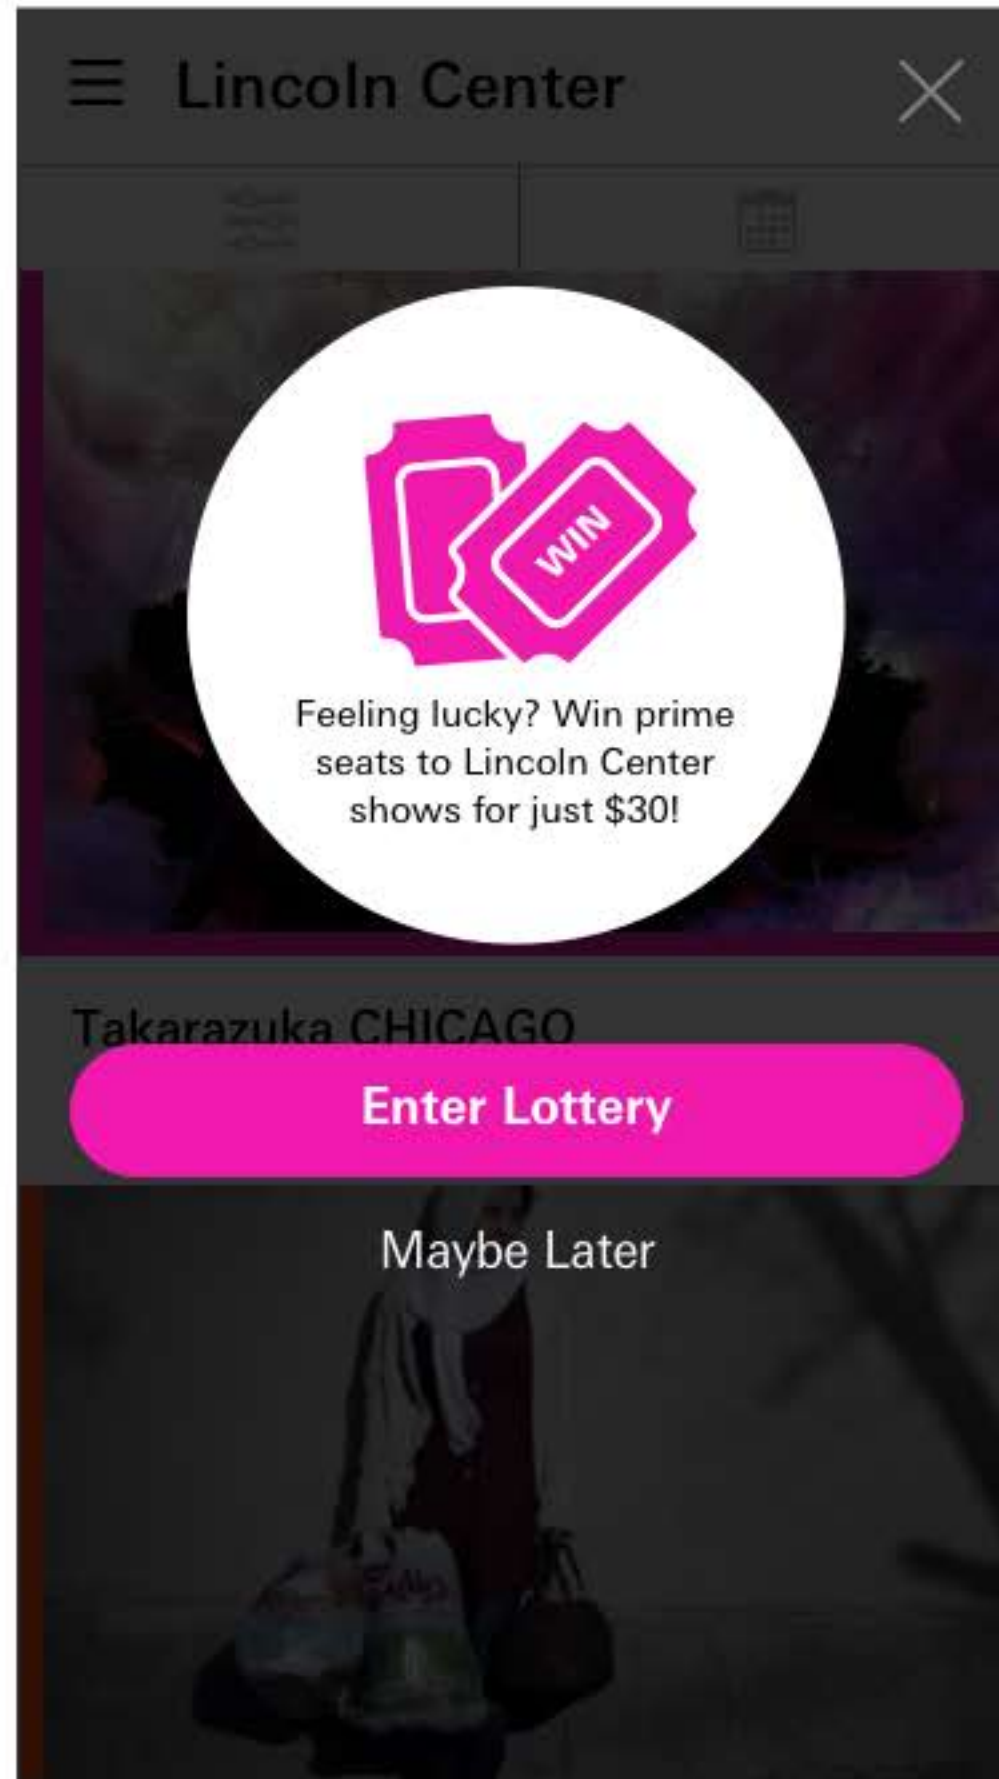 Lincoln Center
WIN
Feeling lucky? Win prime
seats to Lincoln Center
shows for just $30!
Takarazuka CHICAGO
Enter Lottery
Maybe Later